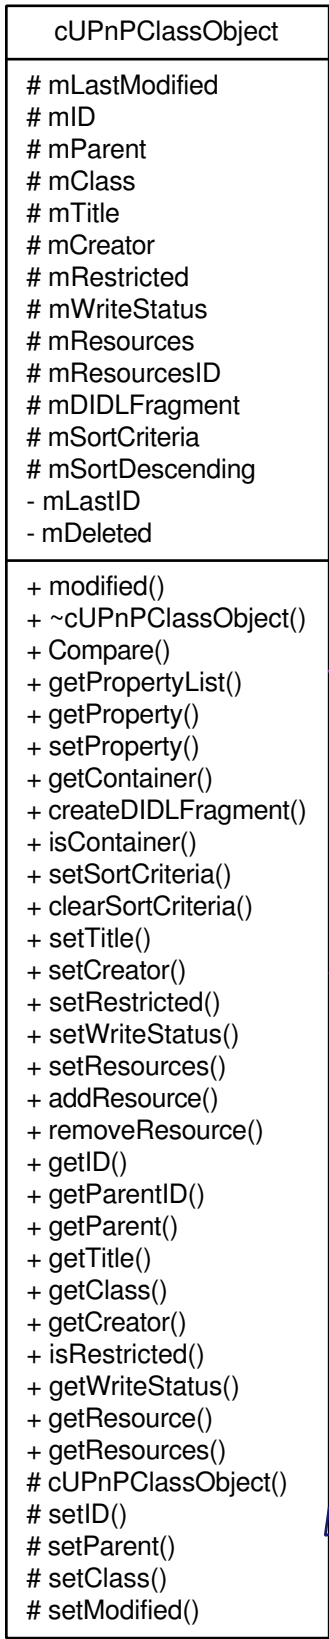 cUPnPClassObject
# mLastModified
# mID
# mParent
# mClass
# mTitle
# mCreator
# mRestricted
# mWriteStatus
# mResources
# mResourcesID
# mDIDLFragment
# mSortCriteria
# mSortDescending
- mLastID
- mDeleted
+ modified()
+ ~cUPnPClassObject()
+ Compare()
+ getPropertyList()
+ getProperty()
+ setProperty()
+ getContainer()
+ createDIDLFragment()
+ isContainer()
+ setSortCriteria()
+ clearSortCriteria()
+ setTitle()
+ setCreator()
+ setRestricted()
+ setWriteStatus()
+ setResources()
+ addResource()
+ removeResource()
+ getID()
+ getParentID()
+ getParent()
+ getTitle()
+ getClass()
+ getCreator()
+ isRestricted()
+ getWriteStatus()
+ getResource()
+ getResources()
# cUPnPClassObject()
# setID()
# setParent()
# setClass()
# setModified()